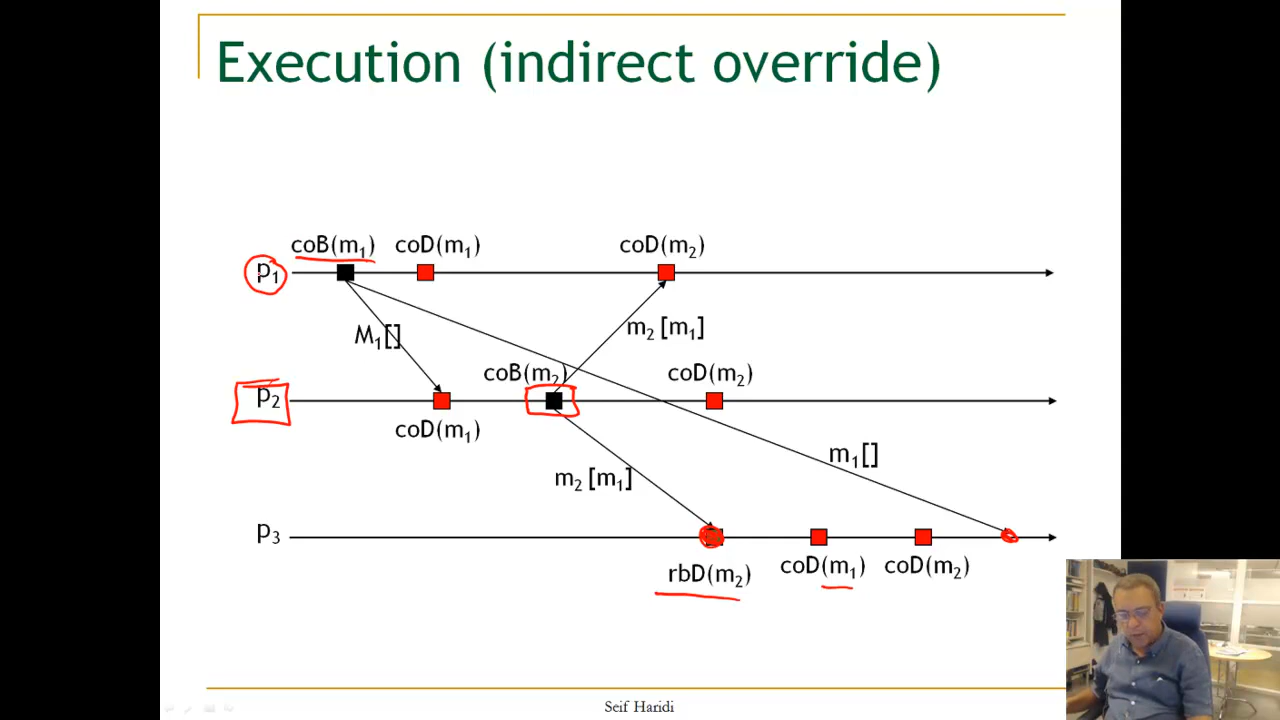 Execution (indirect override)
coB(m₁) coD(m₁) coD(m₂)
p₁
M₁[] m₂ [m₁]
coB(m₂) coD(m₂)
p₂
coD(m₁)
m₁[]
m₂ [m₁]
p₃
rbD(m₂) coD(m₁) coD(m₂)
Seif Haridi